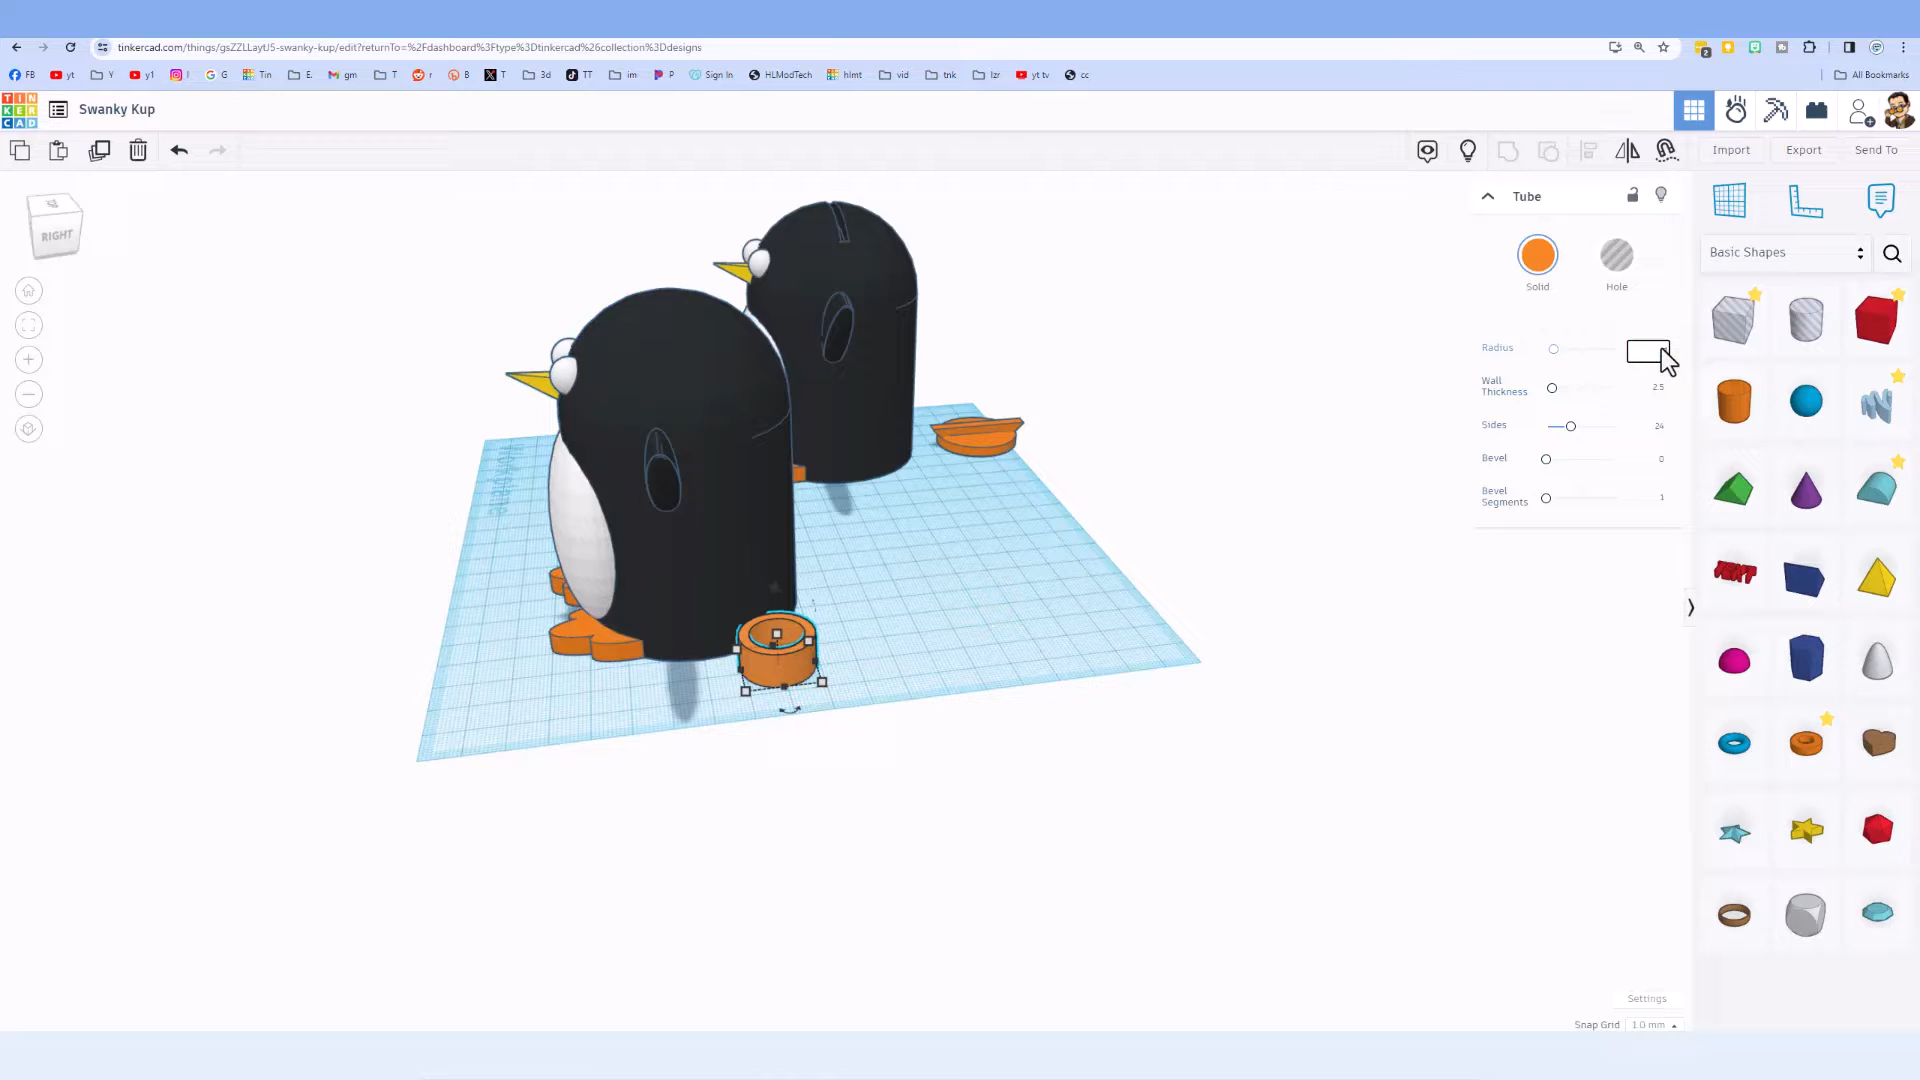 tinkercad.com/things/gsZZLLaytJ5-swanky-kup/edit?returnTo=%2Fdashboard%3Ftype%3Dtinkercad%26collection%3Ddesigns
FB yt Y y1 I G Tin E. gm T r B T 3d TT im P Sign In HLModTech hlmt vid tnk lzr yt tv cc All Bookmarks
TIN
KER
CAD
Swanky Kup
Import Export Send To
RIGHT
Tube
Solid Hole
Radius
Wall
Thickness 2.5
Sides 24
Bevel 0
Bevel
Segments 1
Basic Shapes
Workplane
Settings
Snap Grid 1.0 mm